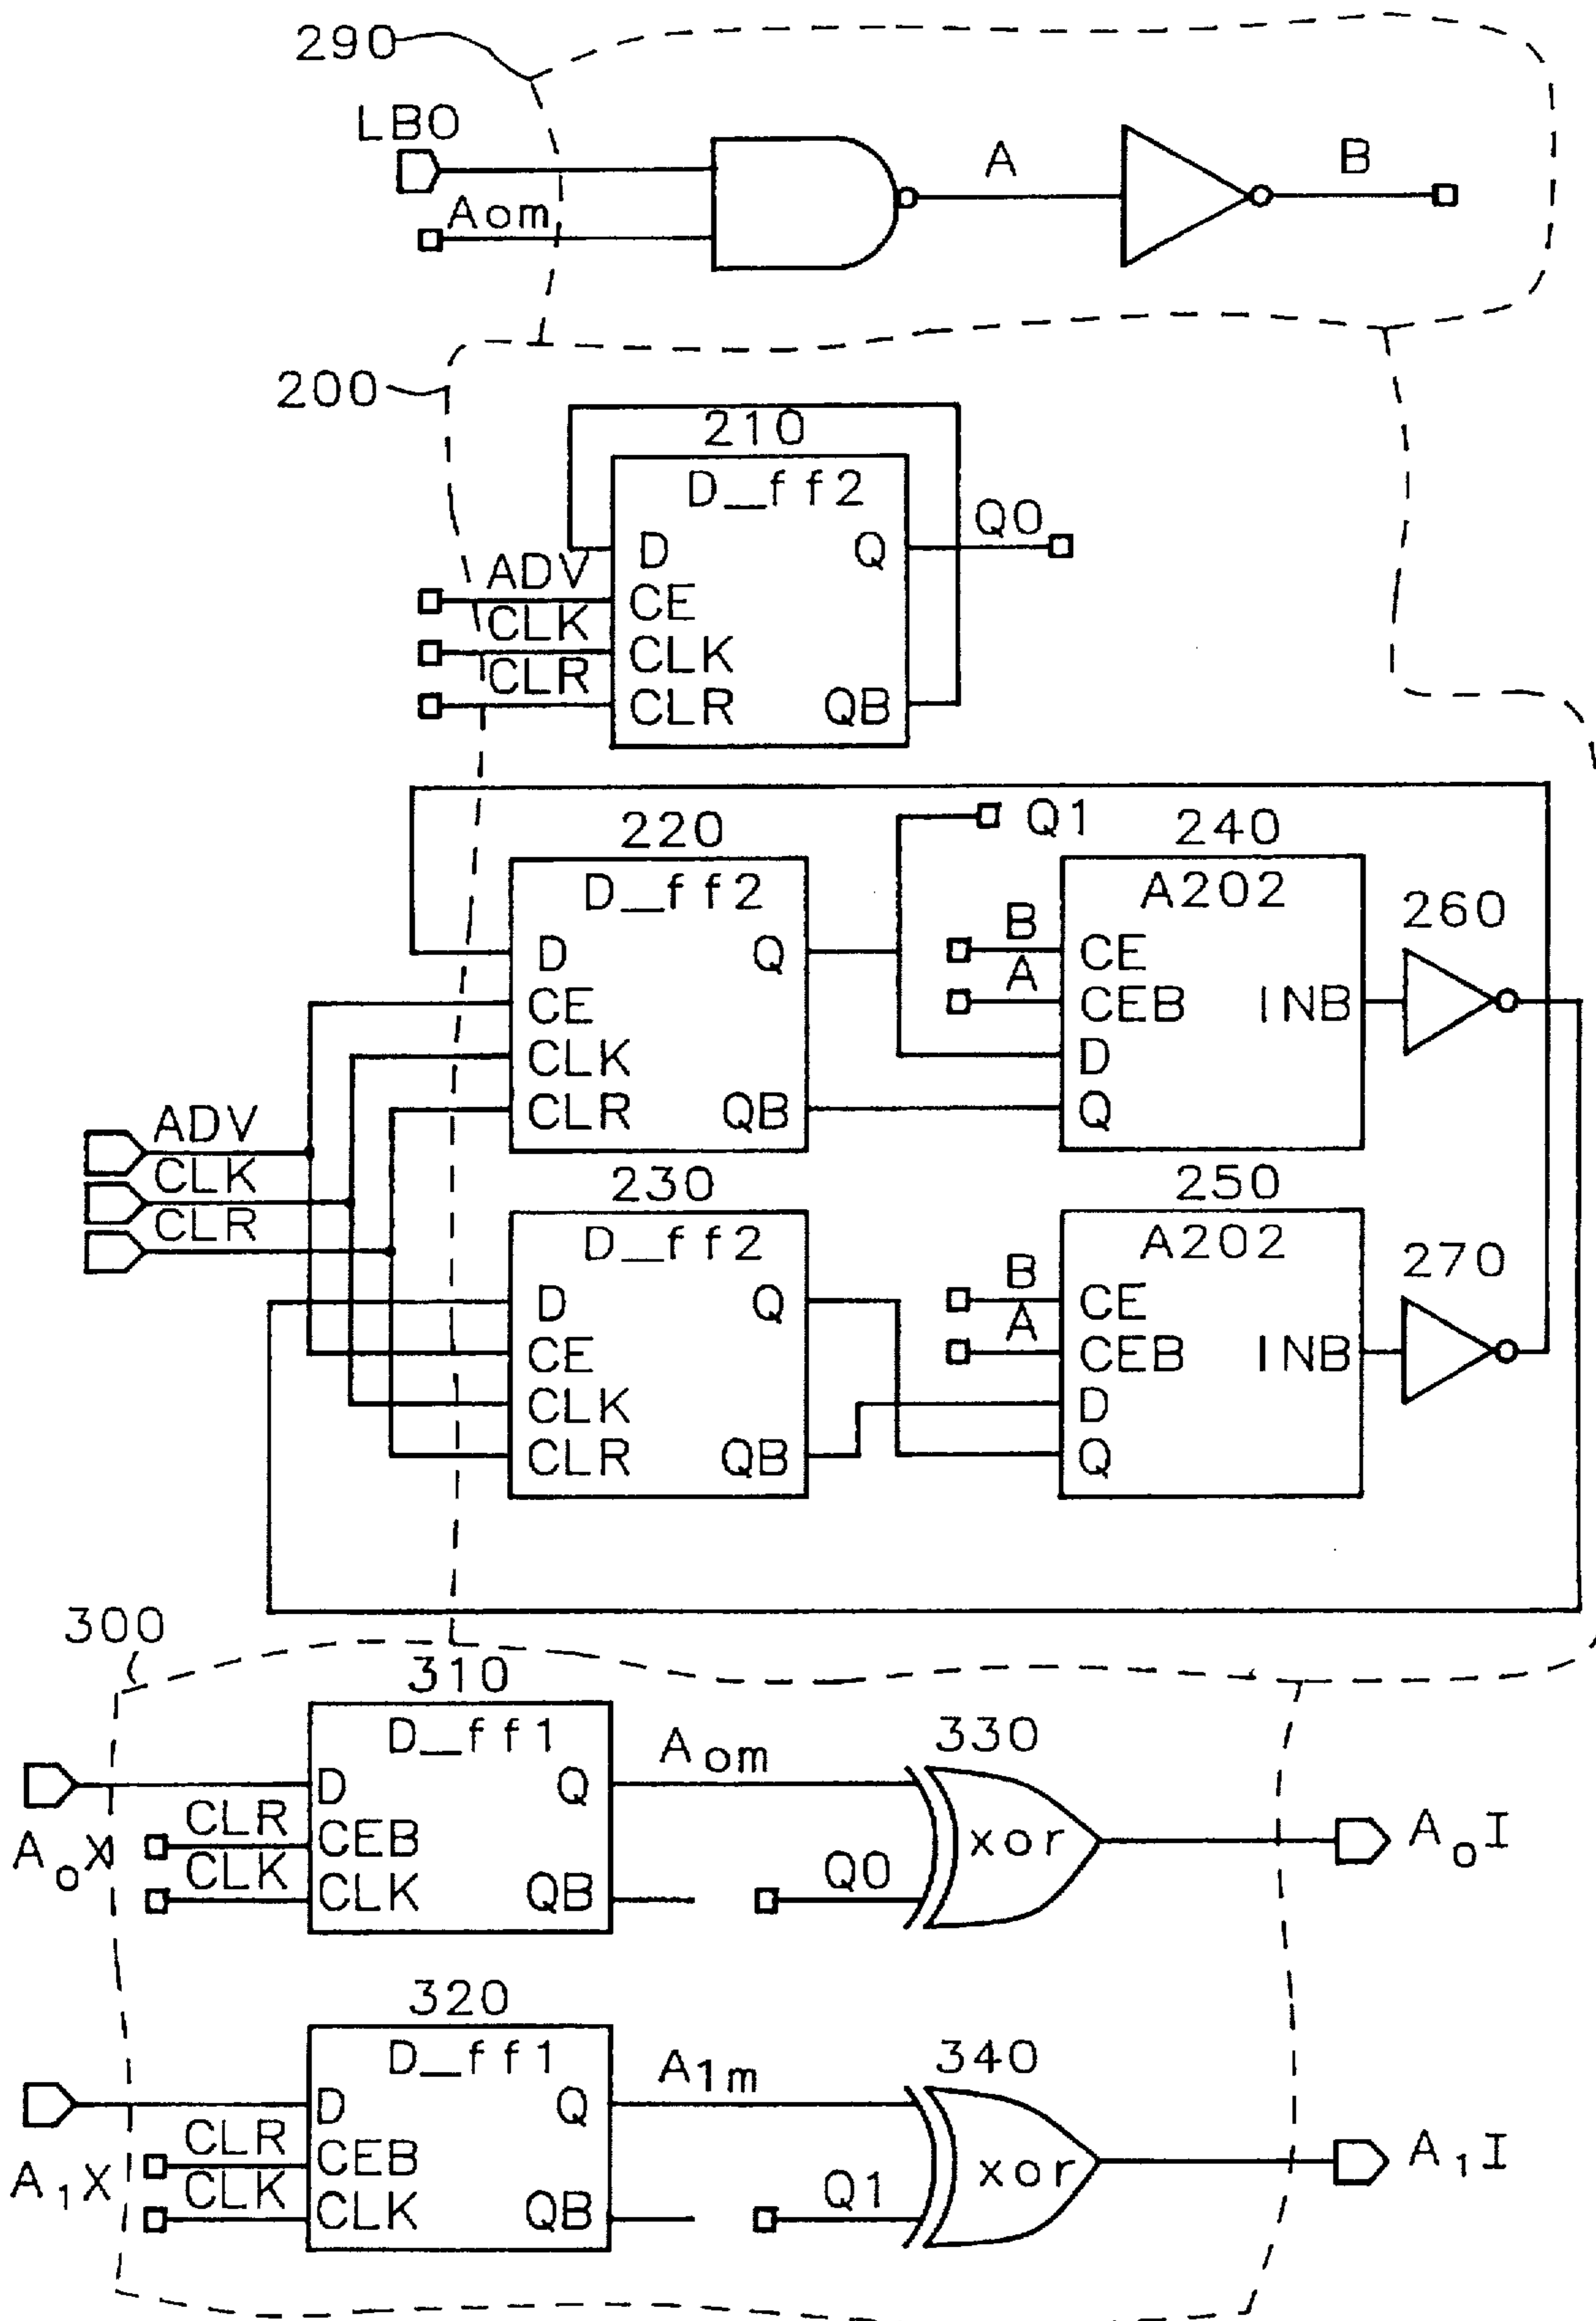 290
LBO
Aom
A
B
200
210
D_ff2
D
Q
Q0
ADV
CE
CLK
CLK
CLR
CLR
QB
Q1
220
D_ff2
D
Q
CE
CLK
CLR
QB
240
A202
B
CE
A
CEB
INB
D
Q
260
ADV
CLK
CLR
230
D_ff2
D
Q
CE
CLK
CLR
QB
250
A202
B
CE
A
CEB
INB
D
Q
270
300
310
D_ff1
D
Q
A₀X
CLR
CEB
CLK
CLK
QB
Aom
Q0
330
xor
A₀I
320
D_ff1
D
Q
A₁X
CLR
CEB
CLK
CLK
QB
A1m
Q1
340
xor
A₁I